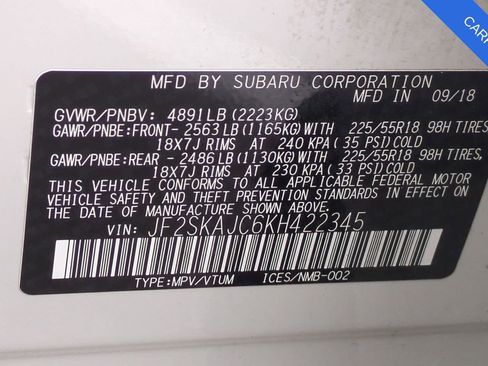 CARF
MFD BY SUBARU CORPORATION
MFD IN 09/18
GVWR/PNBV: 4891LB(2223KG)
GAWR/PNBE:FRONT- 2563LB(1165KG)WITH 225/55R18 98H TIRES,
18X7J RIMS AT 240 KPA(35 PSI)COLD
GAWR/PNBE:REAR -2486LB(1130KG)WITH 225/55R18 98H TIRES,
18X7J RIMS AT 230 KPA(33 PSI)COLD
THIS VEHICLE CONFORMS TO ALL APPLICABLE FEDERAL MOTOR
VEHICLE SAFETY AND THEFT PREVENTION STANDARDS IN EFFECT ON
THE DATE OF MANUFACTURE SHOWN ABOVE.
VIN: JF2SKAJC6KH422345
TYPE:MPV/VTUM ICES/NMB-002